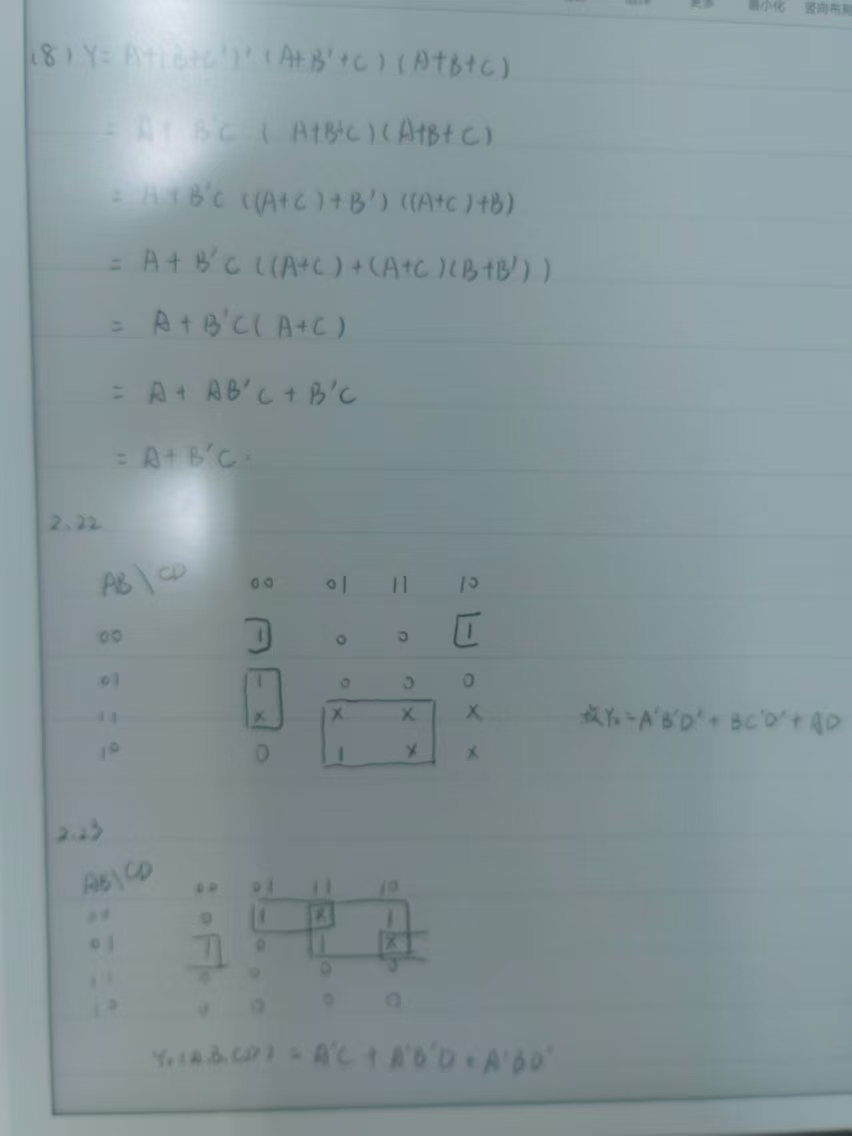 更多 最小化 竖向布局
(8) Y = A+(B+C')'(A+B'+C)(A+B+C)
= A+ B'C ( A+B'C)(A+B+C)
= A+B'C ((A+C)+B') ((A+C)+B)
= A+ B'C ((A+C)+(A+C)(B+B'))
= A+B'C( A+C)
= A+ AB'C + B'C
= A+ B'C.
2.22
AB\CD 00 01 11 10
00 1 0 0 1
01 1 0 0 0
11 x x x x 故Y₀=A'B'D'+ BC'D'+ AD
10 0 1 x x
2.23
AB\CD 00 01 11 10
00 0 1 x 1
01 1 0 1 x
11 0 0 0 0
10 0 0 0 0
(A.B.CD) = A'C + A'B'D + A'BD'